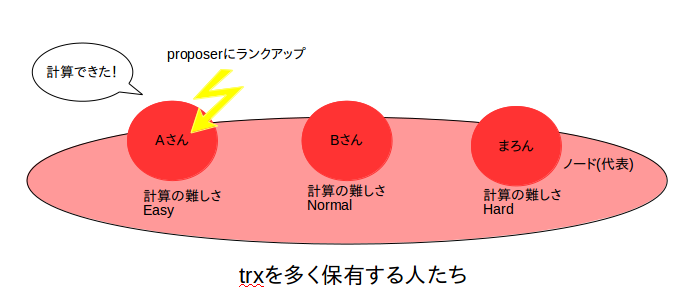 proposerにランクアップ
計算できた!
Aさん
Bさん
まろん
ノード(代表)
計算の難しさ
Easy
計算の難しさ
Normal
計算の難しさ
Hard
trxを多く保有する人たち